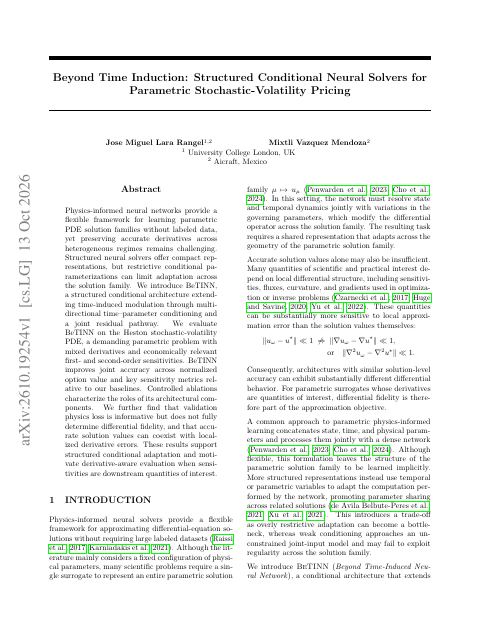 Beyond Time Induction: Structured Conditional Neural Solvers for
Parametric Stochastic-Volatility Pricing
Jose Miguel Lara Rangel1,2
Mixtli Vazquez Mendoza2
1 University College London, UK
2 Aicraft, Mexico
arXiv:2610.19254v1 [cs.LG] 13 Oct 2026
Abstract
Physics-informed neural networks provide a
flexible framework for learning parametric
PDE solution families without labeled data,
yet preserving accurate derivatives across
heterogeneous regimes remains challenging.
Structured neural solvers offer compact rep-
resentations, but restrictive conditional pa-
rameterizations can limit adaptation across
the solution family. We introduce BeTINN,
a structured conditional architecture extend-
ing time-induced modulation through multi-
directional time–parameter conditioning and
a joint residual pathway. We evaluate
BeTINN on the Heston stochastic-volatility
PDE, a demanding parametric problem with
mixed derivatives and economically relevant
first- and second-order sensitivities. BeTINN
improves joint accuracy across normalized
option value and key sensitivity metrics rela-
tive to our baselines. Controlled ablations
characterize the roles of its architectural com-
ponents. We further find that validation
physics loss is informative but does not fully
determine differential fidelity, and that accu-
rate solution values can coexist with local-
ized derivative errors. These results support
structured conditional adaptation and mo-
tivate derivative-aware evaluation when sensi-
tivities are downstream quantities of interest.
1 INTRODUCTION
Physics-informed neural solvers provide a flexible
framework for approximating differential-equation so-
lutions without requiring large labeled datasets (Raissi
et al., 2017; Karniadakis et al., 2021). Although the lit-
erature mainly considers a fixed configuration of physi-
cal parameters, many scientific problems require a sin-
gle surrogate to represent an entire parametric solution
family μ ↦ uμ (Penwarden et al., 2023; Cho et al.,
2024). In this setting, the network must resolve state
and temporal dynamics jointly with variations in the
governing parameters, which modify the differential
operator across the solution family. The resulting task
requires a shared representation that adapts across the
geometry of the parametric solution family.
Accurate solution values alone may also be insufficient.
Many quantities of scientific and practical interest de-
pend on local differential structure, including sensitivi-
ties, fluxes, curvature, and gradients used in optimiza-
tion or inverse problems (Czarnecki et al., 2017; Huge
and Savine, 2020; Yu et al., 2022). These quantities
can be substantially more sensitive to local approxi-
mation error than the solution values themselves:
∥uω − u*∥ ≪ 1 ⇏ ∥∇uω − ∇u*∥ ≪ 1,
or ∥∇²uω − ∇²u*∥ ≪ 1.
Consequently, architectures with similar solution-level
accuracy can exhibit substantially different differential
behavior. For parametric surrogates whose derivatives
are quantities of interest, differential fidelity is there-
fore part of the approximation objective.
A common approach to parametric physics-informed
learning concatenates state, time, and physical param-
eters and processes them jointly with a dense network
(Penwarden et al., 2023; Cho et al., 2024). Although
flexible, this formulation leaves the structure of the
parametric solution family to be learned implicitly.
More structured representations instead use temporal
or parametric variables to adapt the computation per-
formed by the network, promoting parameter sharing
across related solutions (de Avila Belbute-Peres et al.,
2021; Xu et al., 2021). This introduces a trade-off
as overly restrictive adaptation can become a bottle-
neck, whereas weak conditioning approaches an un-
constrained joint-input model and may fail to exploit
regularity across the solution family.
We introduce BeTINN (Beyond Time-Induced Neu-
ral Network), a conditional architecture that extends